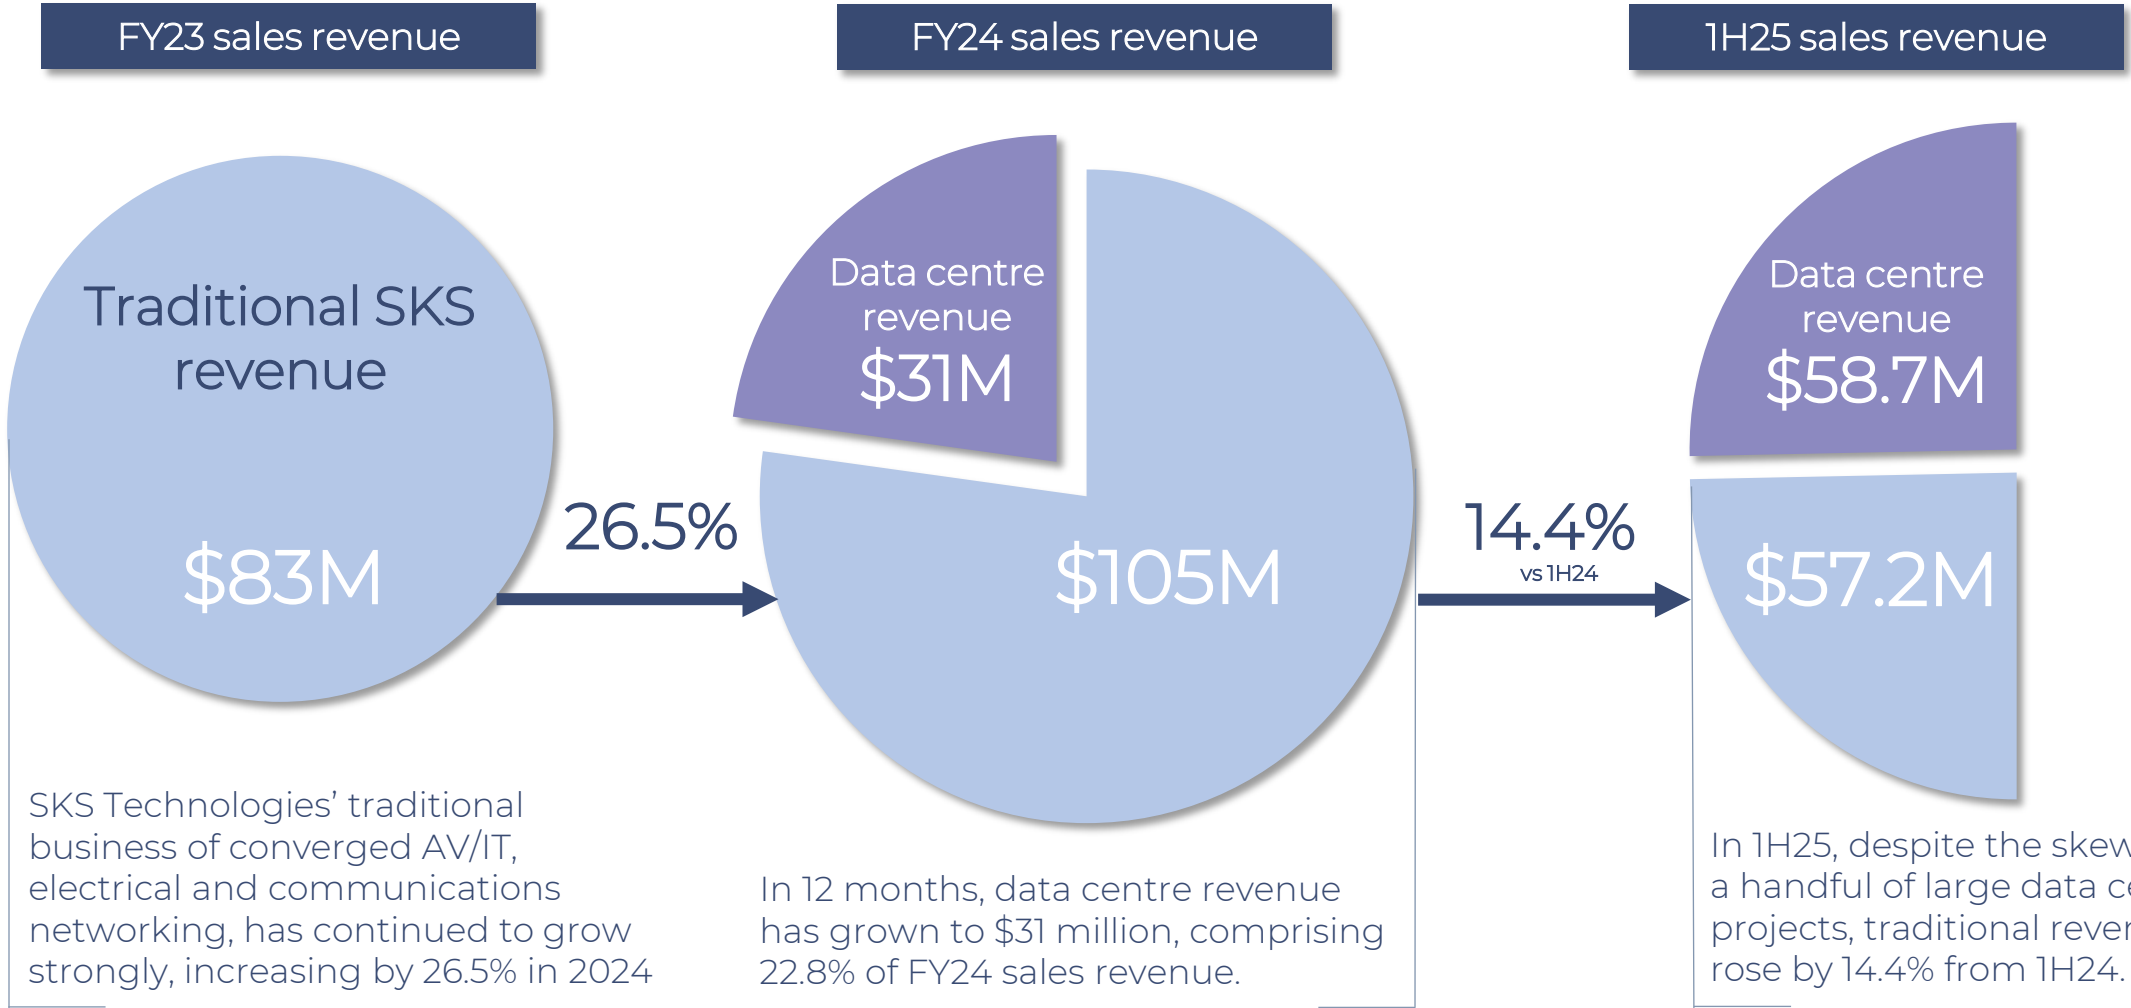 FY23 sales revenue
FY24 sales revenue
1H25 sales revenue
Traditional SKS
revenue
$83M
26.5%
Data centre
revenue
$31M
$105M
14.4%
vs 1H24
Data centre
revenue
$58.7M
$57.2M
SKS Technologies’ traditional
business of converged AV/IT,
electrical and communications
networking, has continued to grow
strongly, increasing by 26.5% in 2024
In 12 months, data centre revenue
has grown to $31 million, comprising
22.8% of FY24 sales revenue.
In 1H25, despite the skew
a handful of large data
projects, traditional
rose by 14.4% from 1H24.